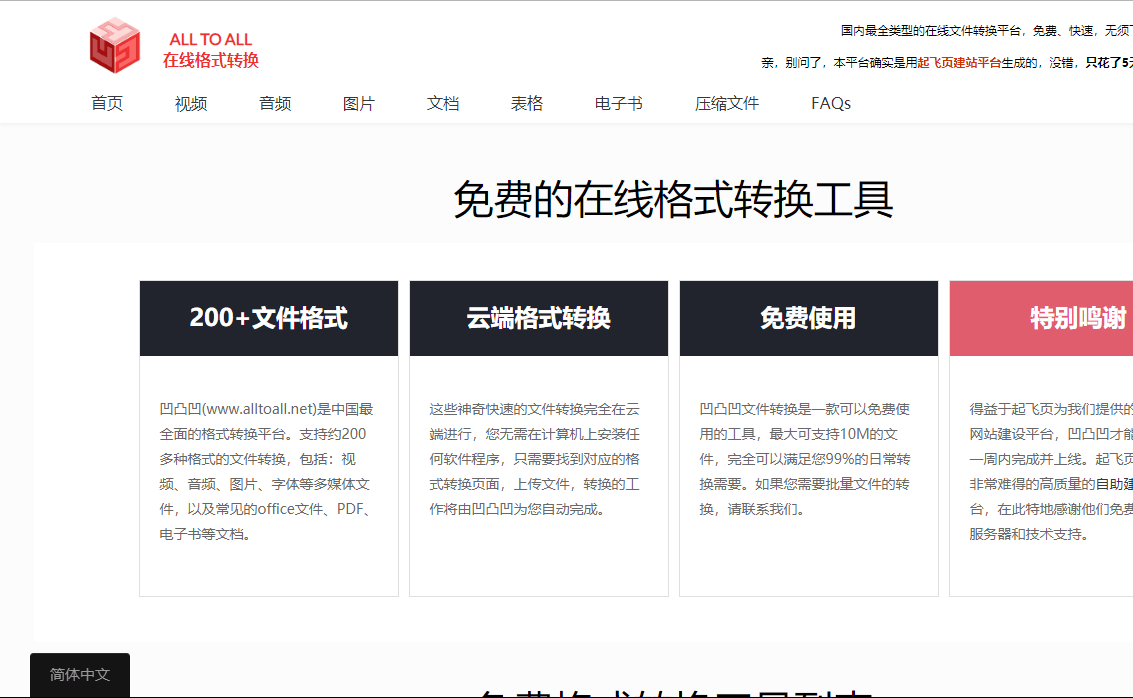 ALL TO ALL
在线格式转换
国内最全类型的在线文件转换平台，免费、快速，无须
亲，别问了，本平台确实是用起飞页建站平台生成的，没错，只花了5天
首页 视频 音频 图片 文档 表格 电子书 压缩文件 FAQs
免费的在线格式转换工具
200+文件格式
凹凸凹(www.alltoall.net)是中国最
全面的格式转换平台。支持约200
多种格式的文件转换，包括：视
频、音频、图片、字体等多媒体文
件，以及常见的office文件、PDF、
电子书等文档。
云端格式转换
这些神奇快速的文件转换完全在云
端进行，您无需在计算机上安装任
何软件程序，只需要找到对应的格
式转换页面，上传文件，转换的工
作将由凹凸凹为您自动完成。
免费使用
凹凸凹文件转换是一款可以免费使
用的工具，最大可支持10M的文
件，完全可以满足您99%的日常转
换需要。如果您需要批量文件的转
换，请联系我们。
特别鸣谢
得益于起飞页为我们提供的
网站建设平台，凹凸凹才能
一周内完成并上线。起飞页
非常难得的高质量的自助建
台，在此特地感谢他们免费
服务器和技术支持。
简体中文